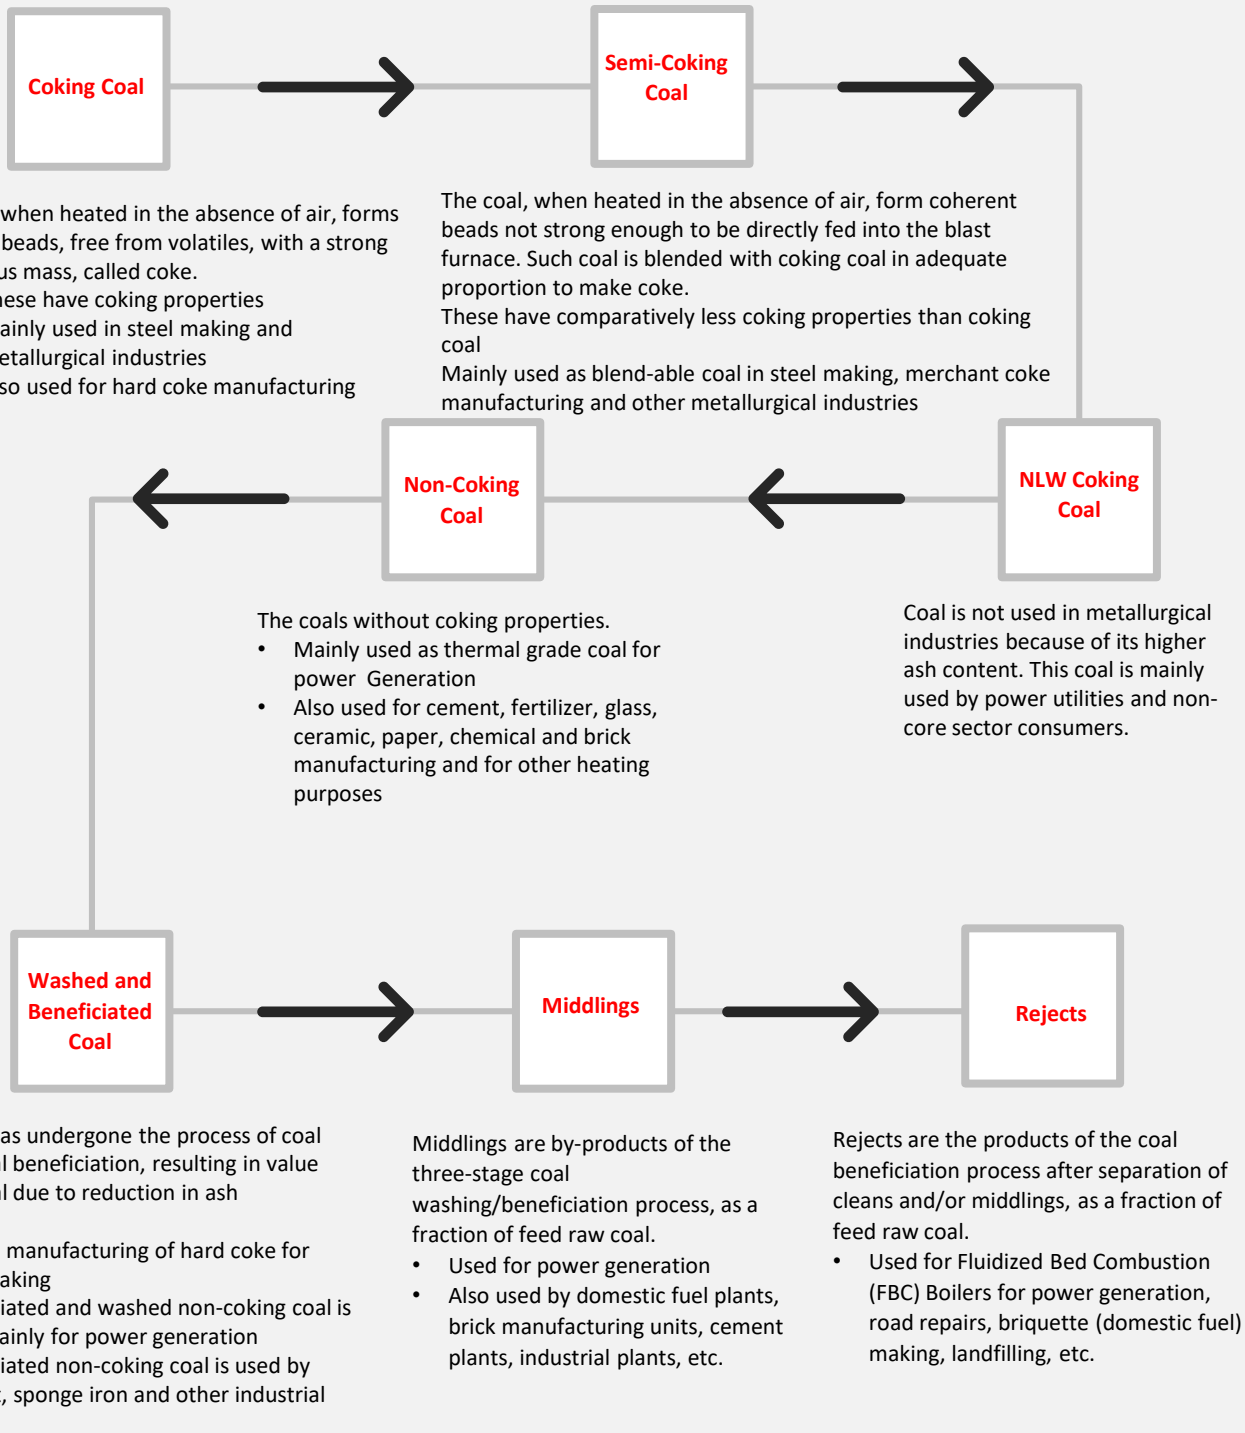 Coking Coal
when heated in the absence of air, forms
beads, free from volatiles, with a strong
us mass, called coke.
hese have coking properties
ainly used in steel making and
etallurgical industries
so used for hard coke manufacturing
Semi-Coking
Coal
The coal, when heated in the absence of air, form coherent
beads not strong enough to be directly fed into the blast
furnace. Such coal is blended with coking coal in adequate
proportion to make coke.
These have comparatively less coking properties than coking
coal
Mainly used as blend-able coal in steel making, merchant coke
manufacturing and other metallurgical industries
NLW Coking
Coal
Coal is not used in metallurgical
industries because of its higher
ash content. This coal is mainly
used by power utilities and non-
core sector consumers.
Non-Coking
Coal
The coals without coking properties.
• Mainly used as thermal grade coal for
power Generation
• Also used for cement, fertilizer, glass,
ceramic, paper, chemical and brick
manufacturing and for other heating
purposes
Washed and
Beneficiated
Coal
as undergone the process of coal
al beneficiation, resulting in value
al due to reduction in ash
manufacturing of hard coke for
aking
iated and washed non-coking coal is
ainly for power generation
iated non-coking coal is used by
t, sponge iron and other industrial
Middlings
Middlings are by-products of the
three-stage coal
washing/beneficiation process, as a
fraction of feed raw coal.
• Used for power generation
• Also used by domestic fuel plants,
brick manufacturing units, cement
plants, industrial plants, etc.
Rejects
Rejects are the products of the coal
beneficiation process after separation of
cleans and/or middlings, as a fraction of
feed raw coal.
• Used for Fluidized Bed Combustion
(FBC) Boilers for power generation,
road repairs, briquette (domestic fuel)
making, landfilling, etc.